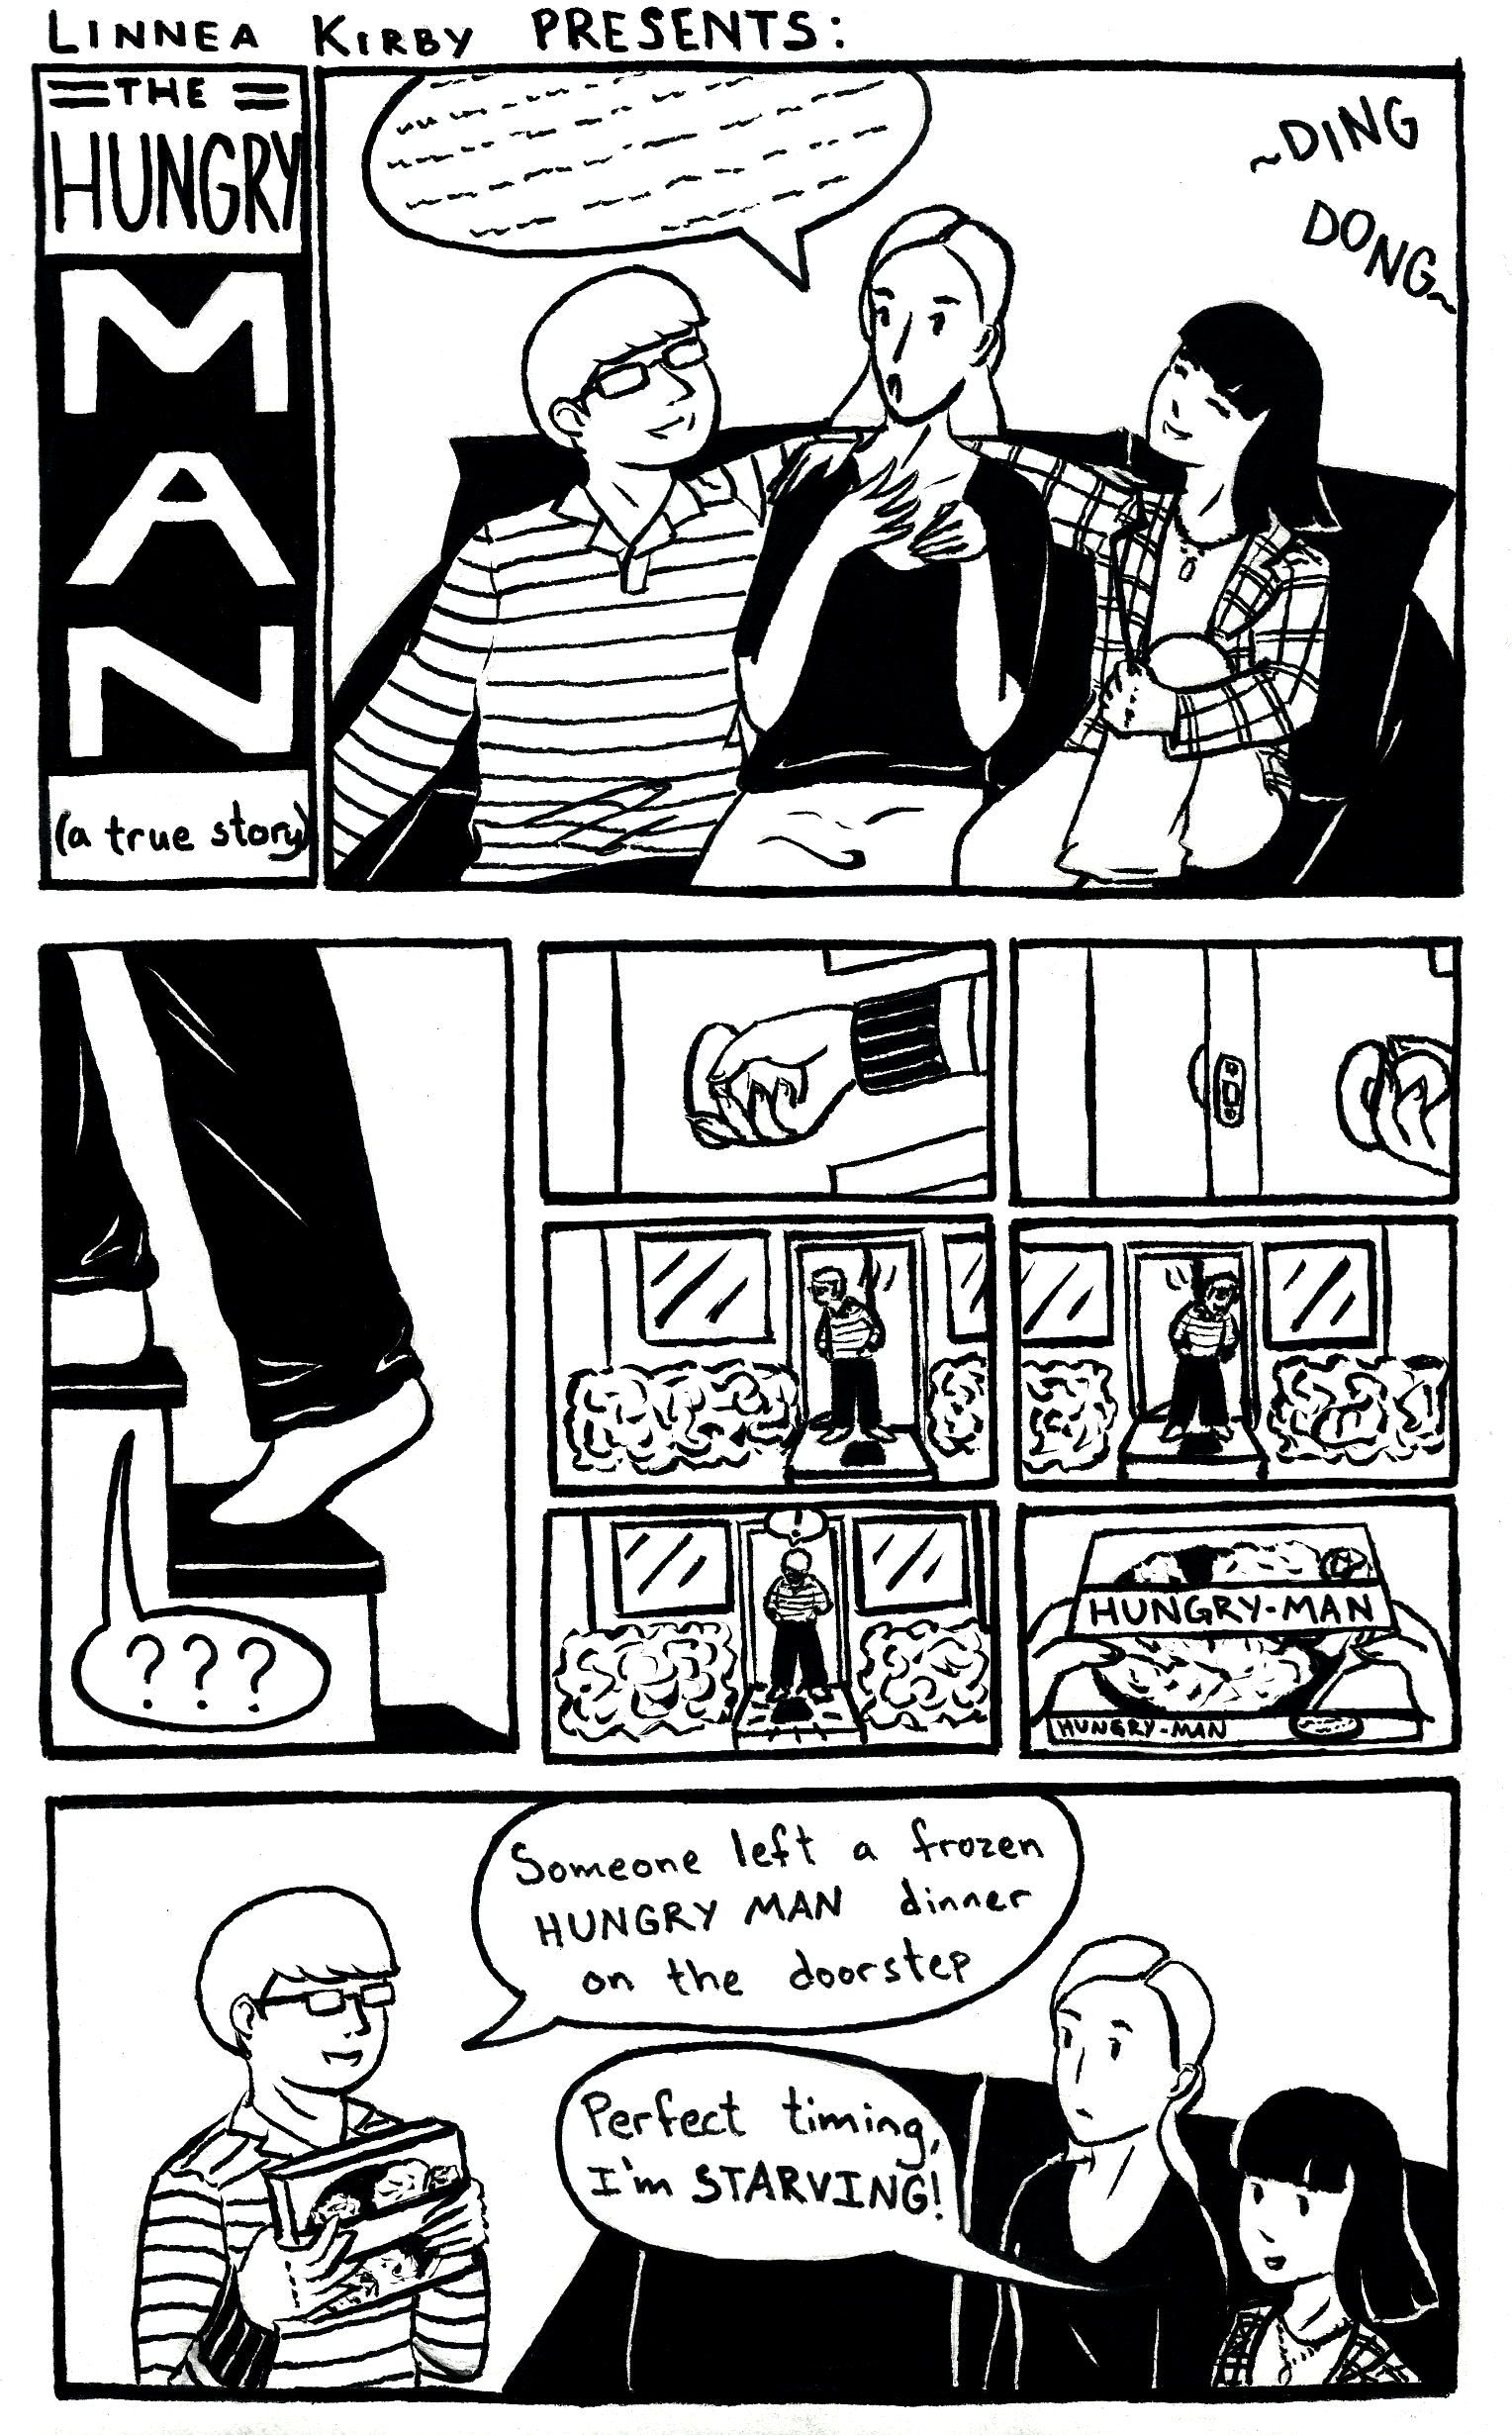 LINNEA KIRBY PRESENTS:
THE
HUNGRY
MAN
(a true story)
~DING
DONG~
???
!
HUNGRY-MAN
HUNGRY-MAN
Someone left a frozen
HUNGRY MAN dinner
on the doorstep
Perfect timing,
I'm STARVING!